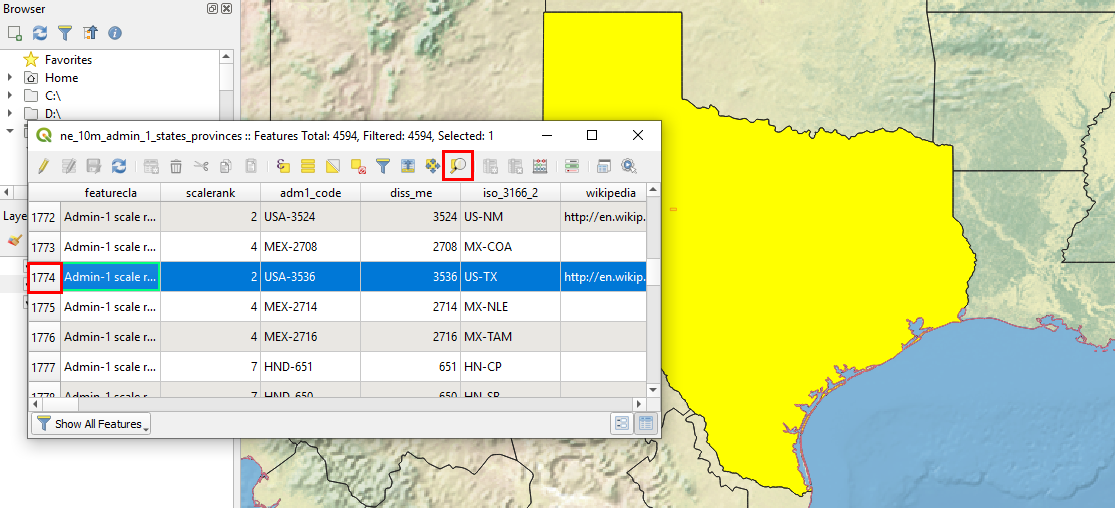 Browser
Favorites
Home
C:\
D:\
ne_10m_admin_1_states_provinces :: Features Total: 4594, Filtered: 4594, Selected: 1
Laye
featurecla scalerank adm1_code diss_me iso_3166_2 wikipedia
1772 Admin-1 scale r... 2 USA-3524 3524 US-NM http://en.wikip.
1773 Admin-1 scale r... 4 MEX-2708 2708 MX-COA
1774 Admin-1 scale r... 2 USA-3536 3536 US-TX http://en.wikip.
1775 Admin-1 scale r... 4 MEX-2714 2714 MX-NLE
1776 Admin-1 scale r... 4 MEX-2716 2716 MX-TAM
1777 Admin-1 scale r... 7 HND-651 651 HN-CP
1778 Admin-1 scale r... 7 HND-650 650 HN-SB
Show All Features